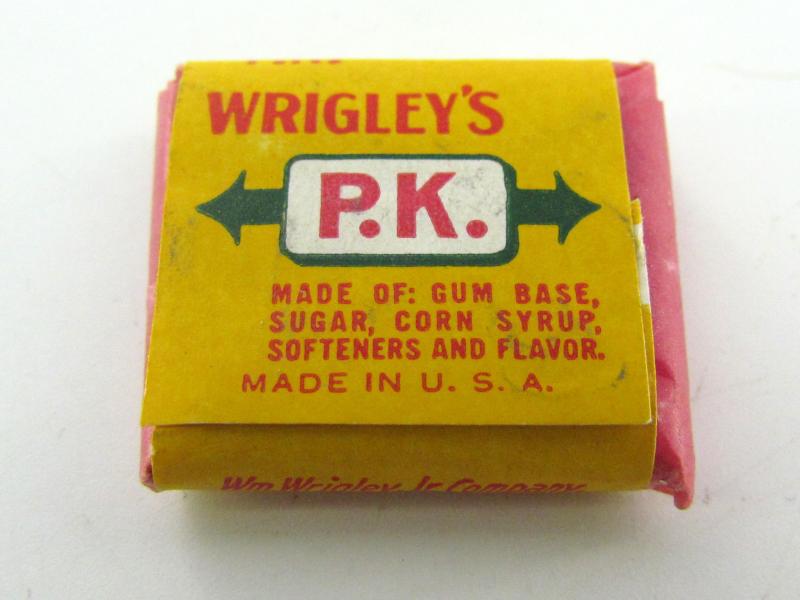 WRIGLEY'S
P.K.
MADE OF: GUM BASE,
SUGAR, CORN SYRUP,
SOFTENERS AND FLAVOR.
MADE IN U. S. A.
Wm Wrigley Jr Company